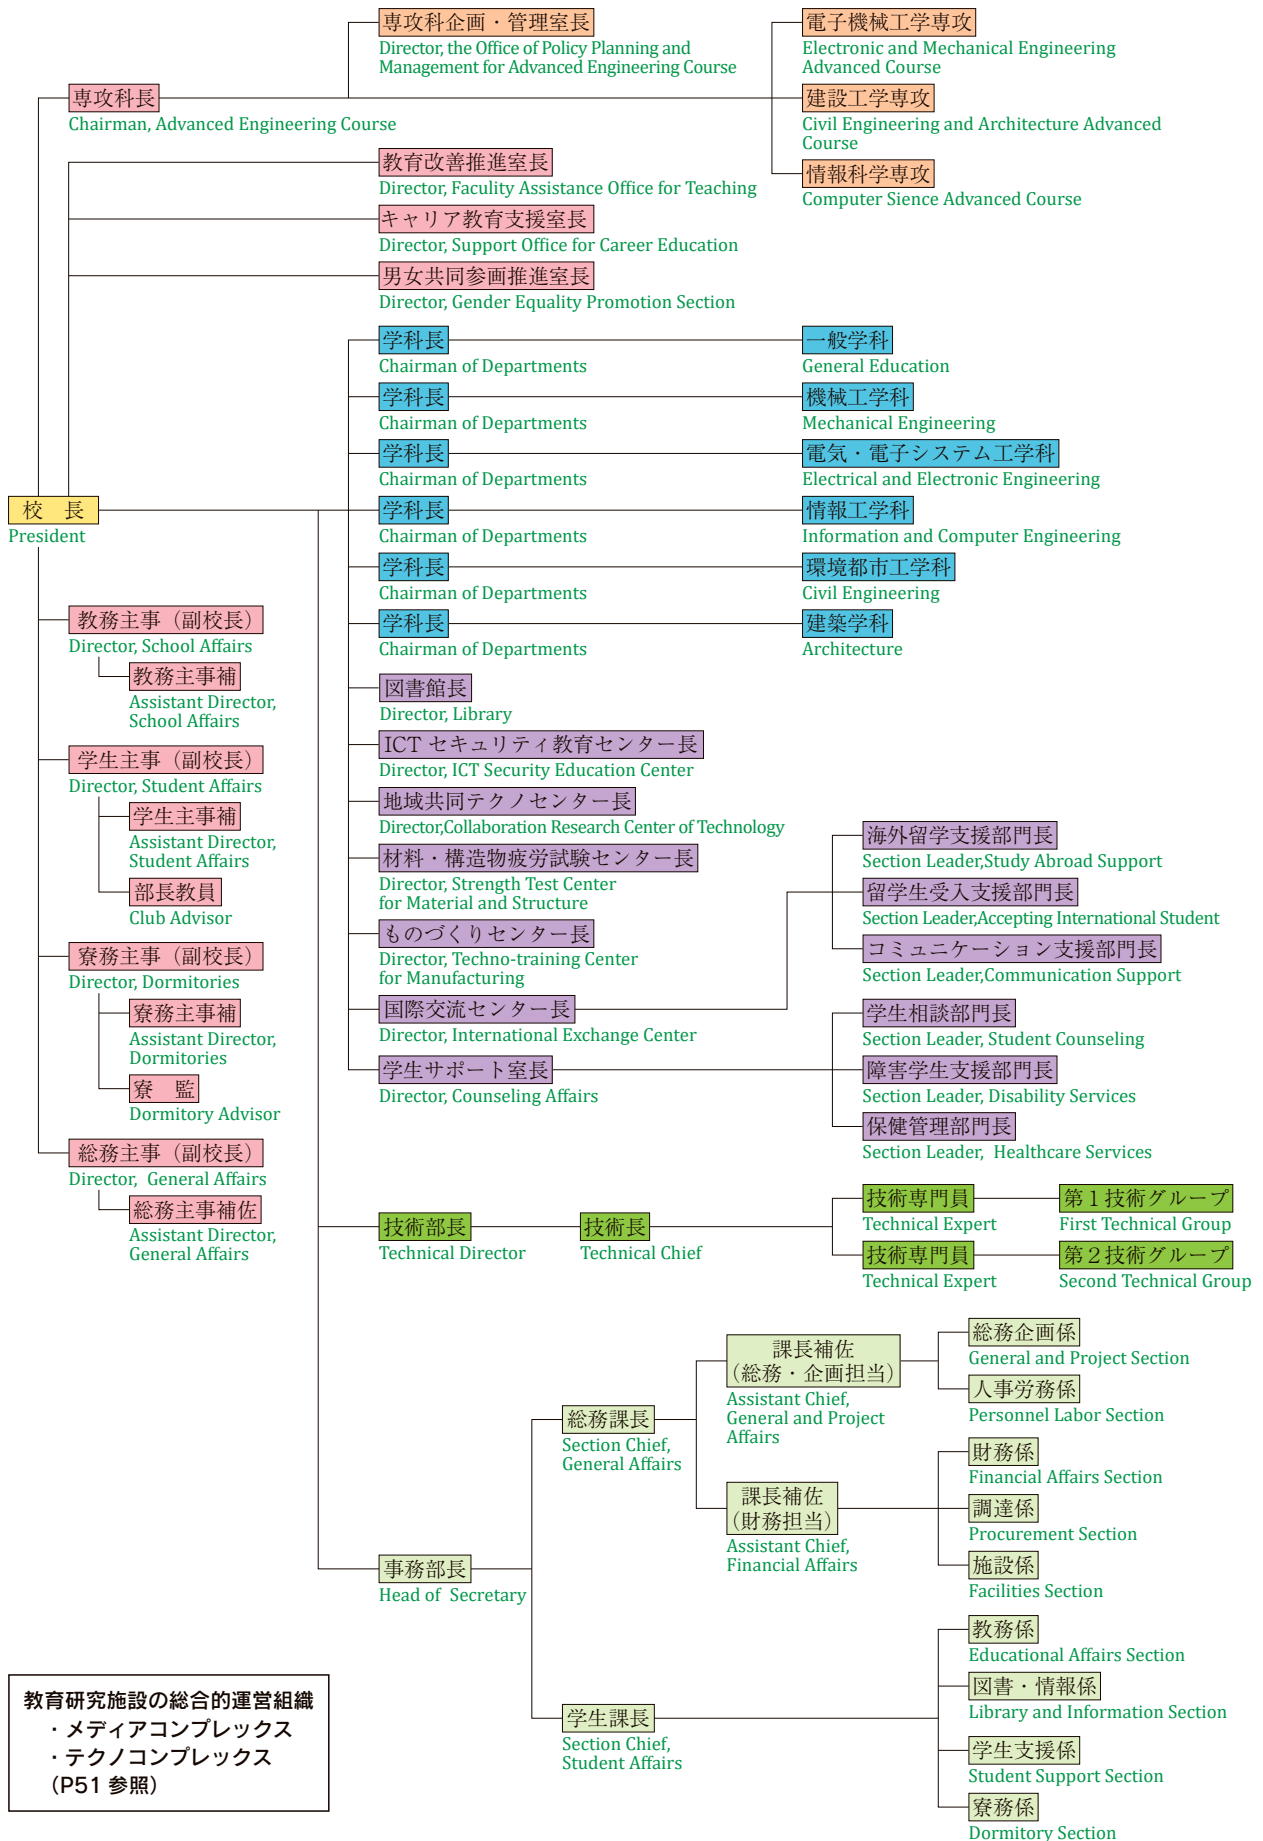 専攻科企画・管理室長
Director, the Office of Policy Planning and
Management for Advanced Engineering Course
電子機械工学専攻
Electronic and Mechanical Engineering
Advanced Course
専攻科長
Chairman, Advanced Engineering Course
建設工学専攻
Civil Engineering and Architecture Advanced
Course
教育改善推進室長
Director, Faculity Assistance Office for Teaching
情報科学専攻
Computer Sience Advanced Course
キャリア教育支援室長
Director, Support Office for Career Education
男女共同参画推進室長
Director, Gender Equality Promotion Section
学科長
Chairman of Departments
一般学科
General Education
学科長
Chairman of Departments
機械工学科
Mechanical Engineering
学科長
Chairman of Departments
電気・電子システム工学科
Electrical and Electronic Engineering
校　長
President
学科長
Chairman of Departments
情報工学科
Information and Computer Engineering
学科長
Chairman of Departments
環境都市工学科
Civil Engineering
学科長
Chairman of Departments
建築学科
Architecture
教務主事（副校長）
Director, School Affairs
教務主事補
Assistant Director,
School Affairs
学生主事（副校長）
Director, Student Affairs
学生主事補
Assistant Director,
Student Affairs
部長教員
Club Advisor
寮務主事（副校長）
Director, Dormitories
寮務主事補
Assistant Director,
Dormitories
寮　監
Dormitory Advisor
総務主事（副校長）
Director,  General Affairs
総務主事補佐
Assistant Director,
General Affairs
図書館長
Director, Library
ICT セキュリティ教育センター長
Director, ICT Security Education Center
地域共同テクノセンター長
Director,Collaboration Research Center of Technology
材料・構造物疲労試験センター長
Director, Strength Test Center
for Material and Structure
ものづくりセンター長
Director, Techno-training Center
for Manufacturing
国際交流センター長
Director, International Exchange Center
学生サポート室長
Director, Counseling Affairs
海外留学支援部門長
Section Leader,Study Abroad Support
留学生受入支援部門長
Section Leader,Accepting International Student
コミュニケーション支援部門長
Section Leader,Communication Support
学生相談部門長
Section Leader, Student Counseling
障害学生支援部門長
Section Leader, Disability Services
保健管理部門長
Section Leader,  Healthcare Services
技術部長
Technical Director
技術長
Technical Chief
技術専門員
Technical Expert
第１技術グループ
First Technical Group
技術専門員
Technical Expert
第２技術グループ
Second Technical Group
事務部長
Head of  Secretary
総務課長
Section Chief,
General Affairs
課長補佐
（総務・企画担当）
Assistant Chief,
General and Project
Affairs
総務企画係
General and Project Section
人事労務係
Personnel Labor Section
課長補佐
（財務担当）
Assistant Chief,
Financial Affairs
財務係
Financial Affairs Section
調達係
Procurement Section
施設係
Facilities Section
学生課長
Section Chief,
Student Affairs
教務係
Educational Affairs Section
図書・情報係
Library and Information Section
学生支援係
Student Support Section
寮務係
Dormitory Section
教育研究施設の総合的運営組織
・メディアコンプレックス
・テクノコンプレックス
（P51 参照）